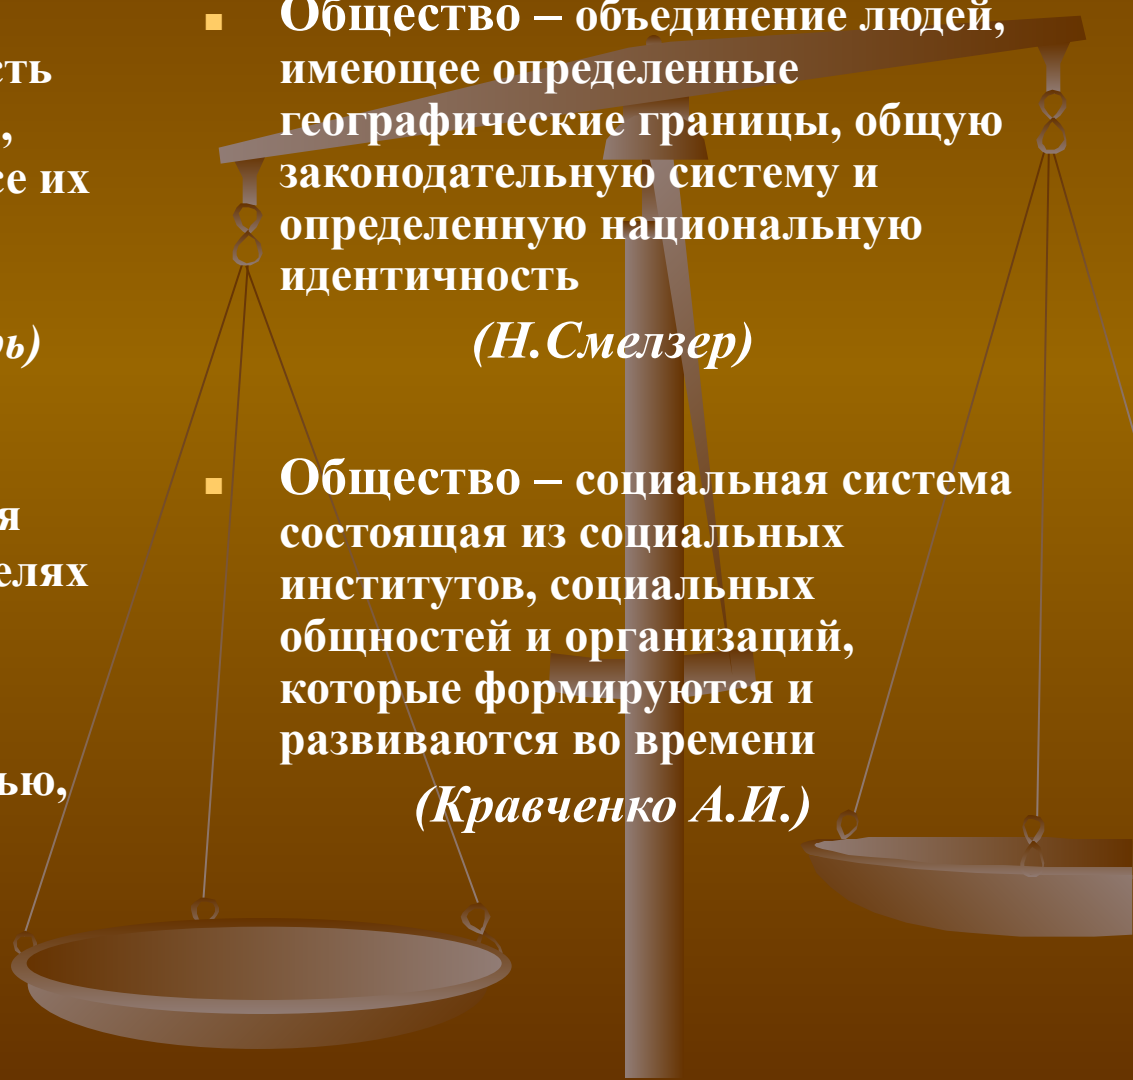 ■ Общество – объединение людей,
имеющее определенные
географические границы, общую
законодательную систему и
определенную национальную
идентичность
(Н.Смелзер)
■ Общество – социальная система
состоящая из социальных
институтов, социальных
общностей и организаций,
которые формируются и
развиваются во времени
(Кравченко А.И.)